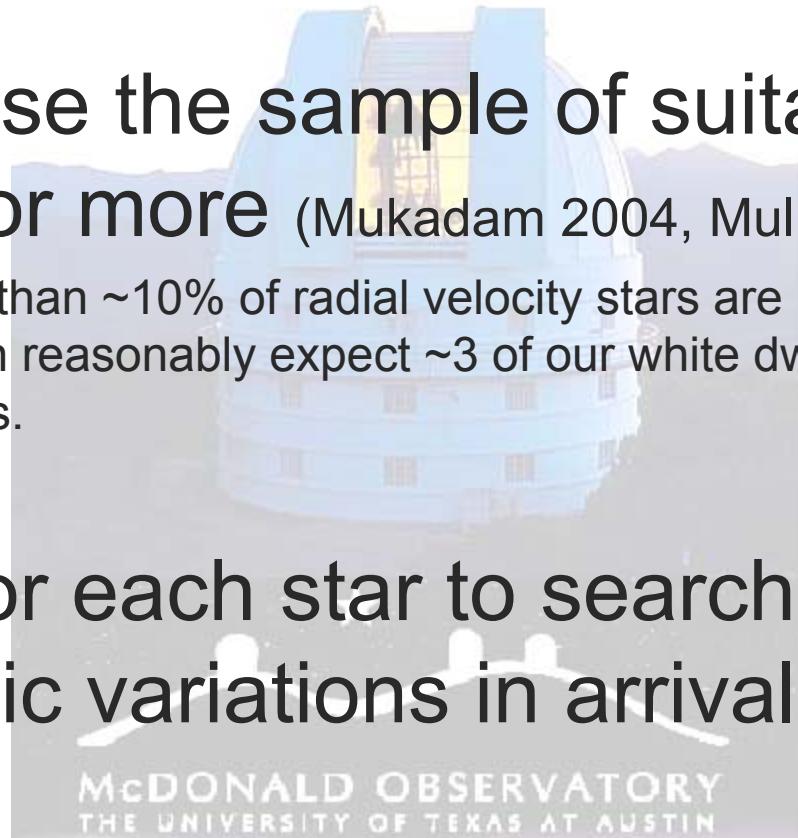 se the sample of suita
or more (Mukadam 2004, Mul
than ~10% of radial velocity stars are
n reasonably expect ~3 of our white dw
s.
or each star to search
ic variations in arrival
McDONALD OBSERVATORY
THE UNIVERSITY OF TEXAS AT AUSTIN